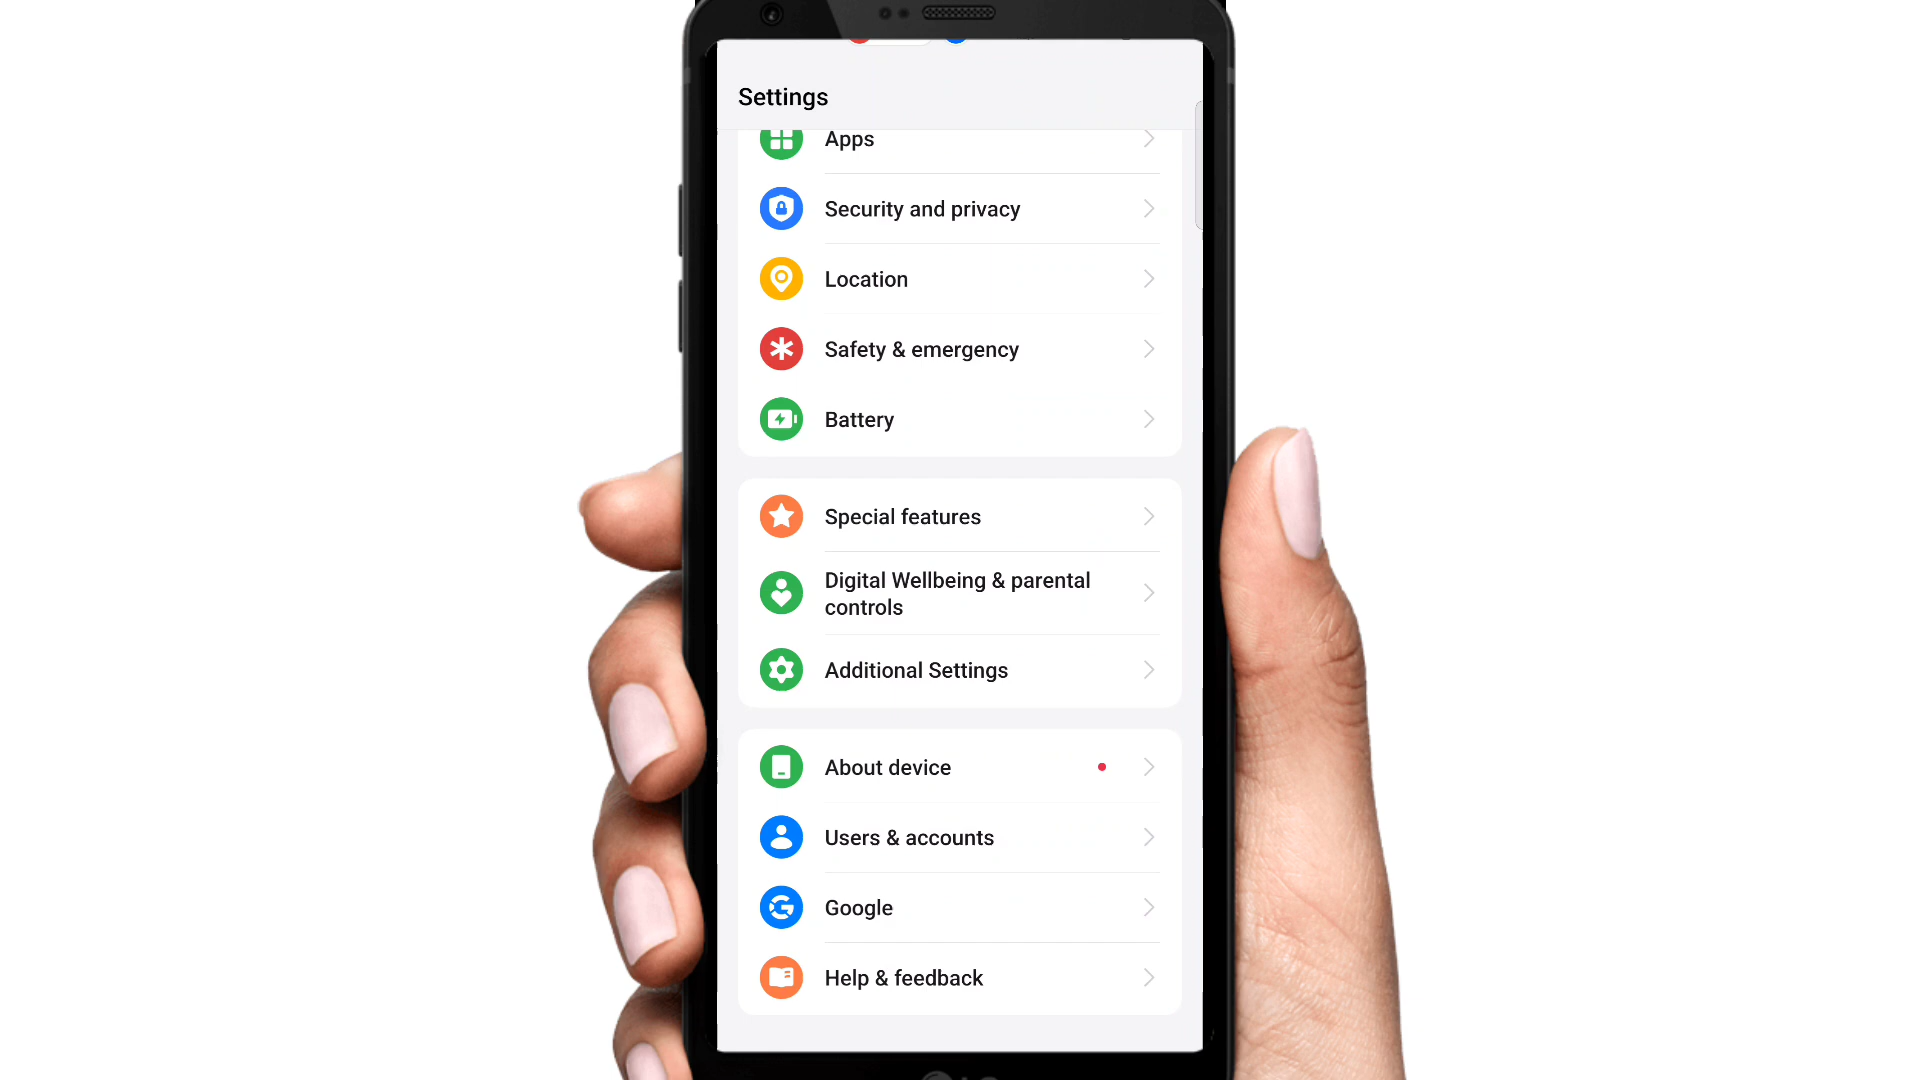 Settings
Apps
Security and privacy
Location
Safety & emergency
Battery
Special features
Digital Wellbeing & parental
controls
Additional Settings
About device
Users & accounts
Google
Help & feedback